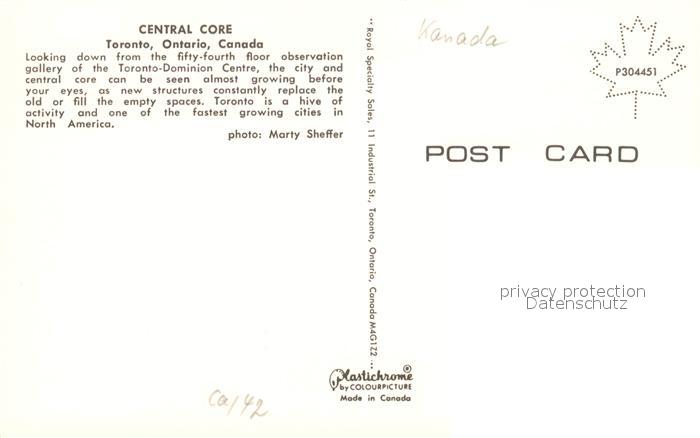 CENTRAL CORE
Toronto, Ontario, Canada
Looking down from the fifty-fourth floor observation
gallery of the Toronto-Dominion Centre, the city and
central core can be seen almost growing before
your eyes, as new structures constantly replace the
old or fill the empty spaces. Toronto is a hive of
activity and one of the fastest growing cities in
North America.
photo: Marty Sheffer
Ca/42
·· Royal Specialty Sales, 11 Industrial St., Toronto, Ontario, Canada M4G1Z2 ...
Plastichrome®
by COLOURPICTURE
Made in Canada
Kanada
P304451
POST CARD
privacy protection
Datenschutz